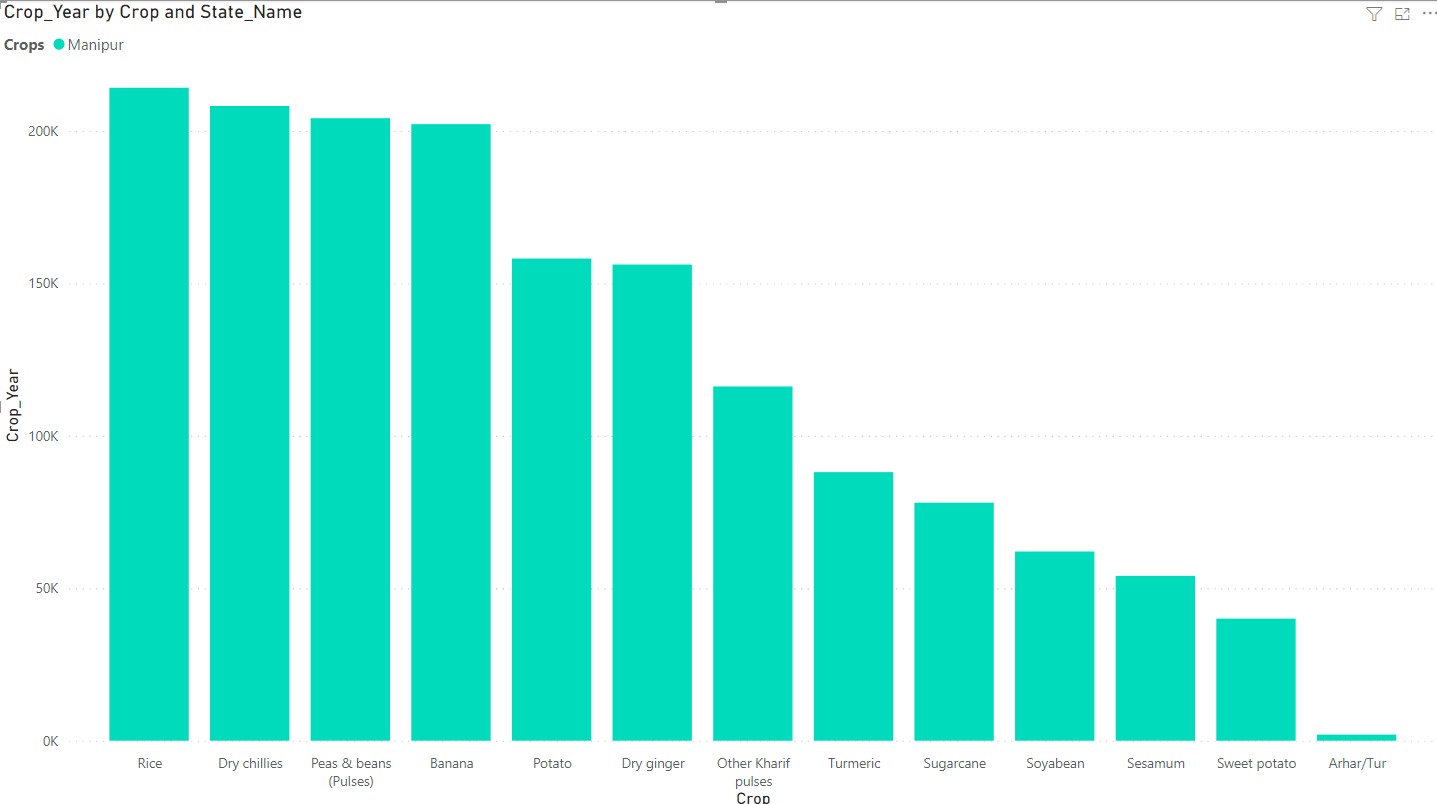 Crop_Year by Crop and State_Name
Crops Manipur
200K
150K
100K
50K
0K
Crop_Year
Rice Dry chillies Peas & beans Banana Potato Dry ginger Other Kharif Turmeric Sugarcane Soyabean Sesamum Sweet potato Arhar/Tur
(Pulses) pulses
Crop